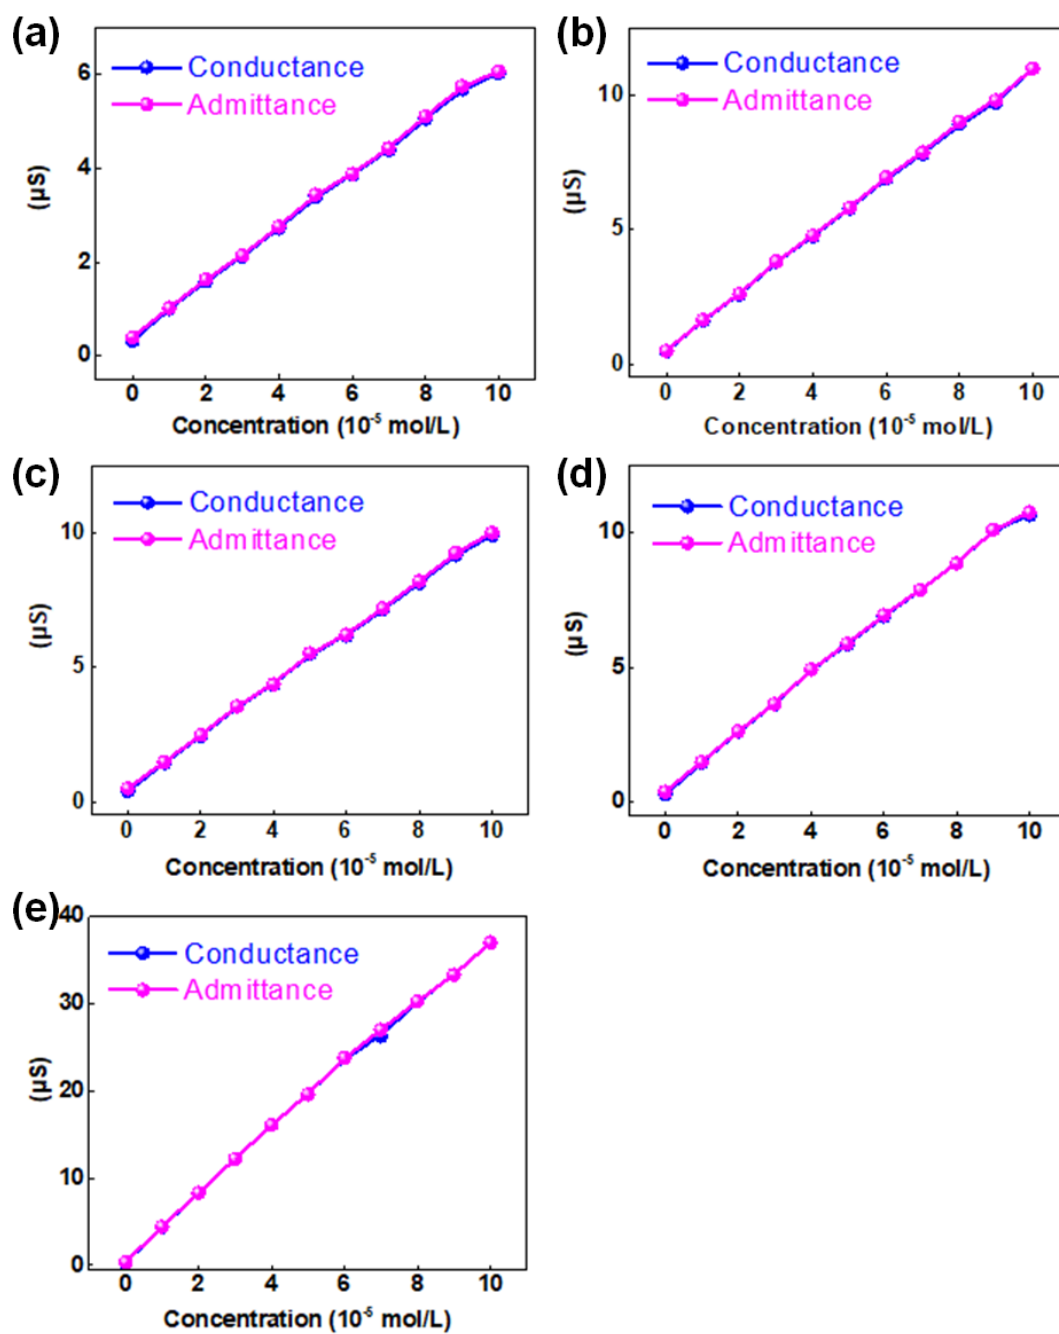 (a)
Conductance
Admittance
6
4
2
0
(µS)
0 2 4 6 8 10
Concentration (10⁻⁵ mol/L)
(b)
Conductance
Admittance
10
5
0
(µS)
0 2 4 6 8 10
Concentration (10⁻⁵ mol/L)
(c)
Conductance
Admittance
10
5
0
(µS)
0 2 4 6 8 10
Concentration (10⁻⁵ mol/L)
(d)
Conductance
Admittance
10
5
0
(µS)
0 2 4 6 8 10
Concentration (10⁻⁵ mol/L)
(e)
Conductance
Admittance
40
30
20
10
0
(µS)
0 2 4 6 8 10
Concentration (10⁻⁵ mol/L)